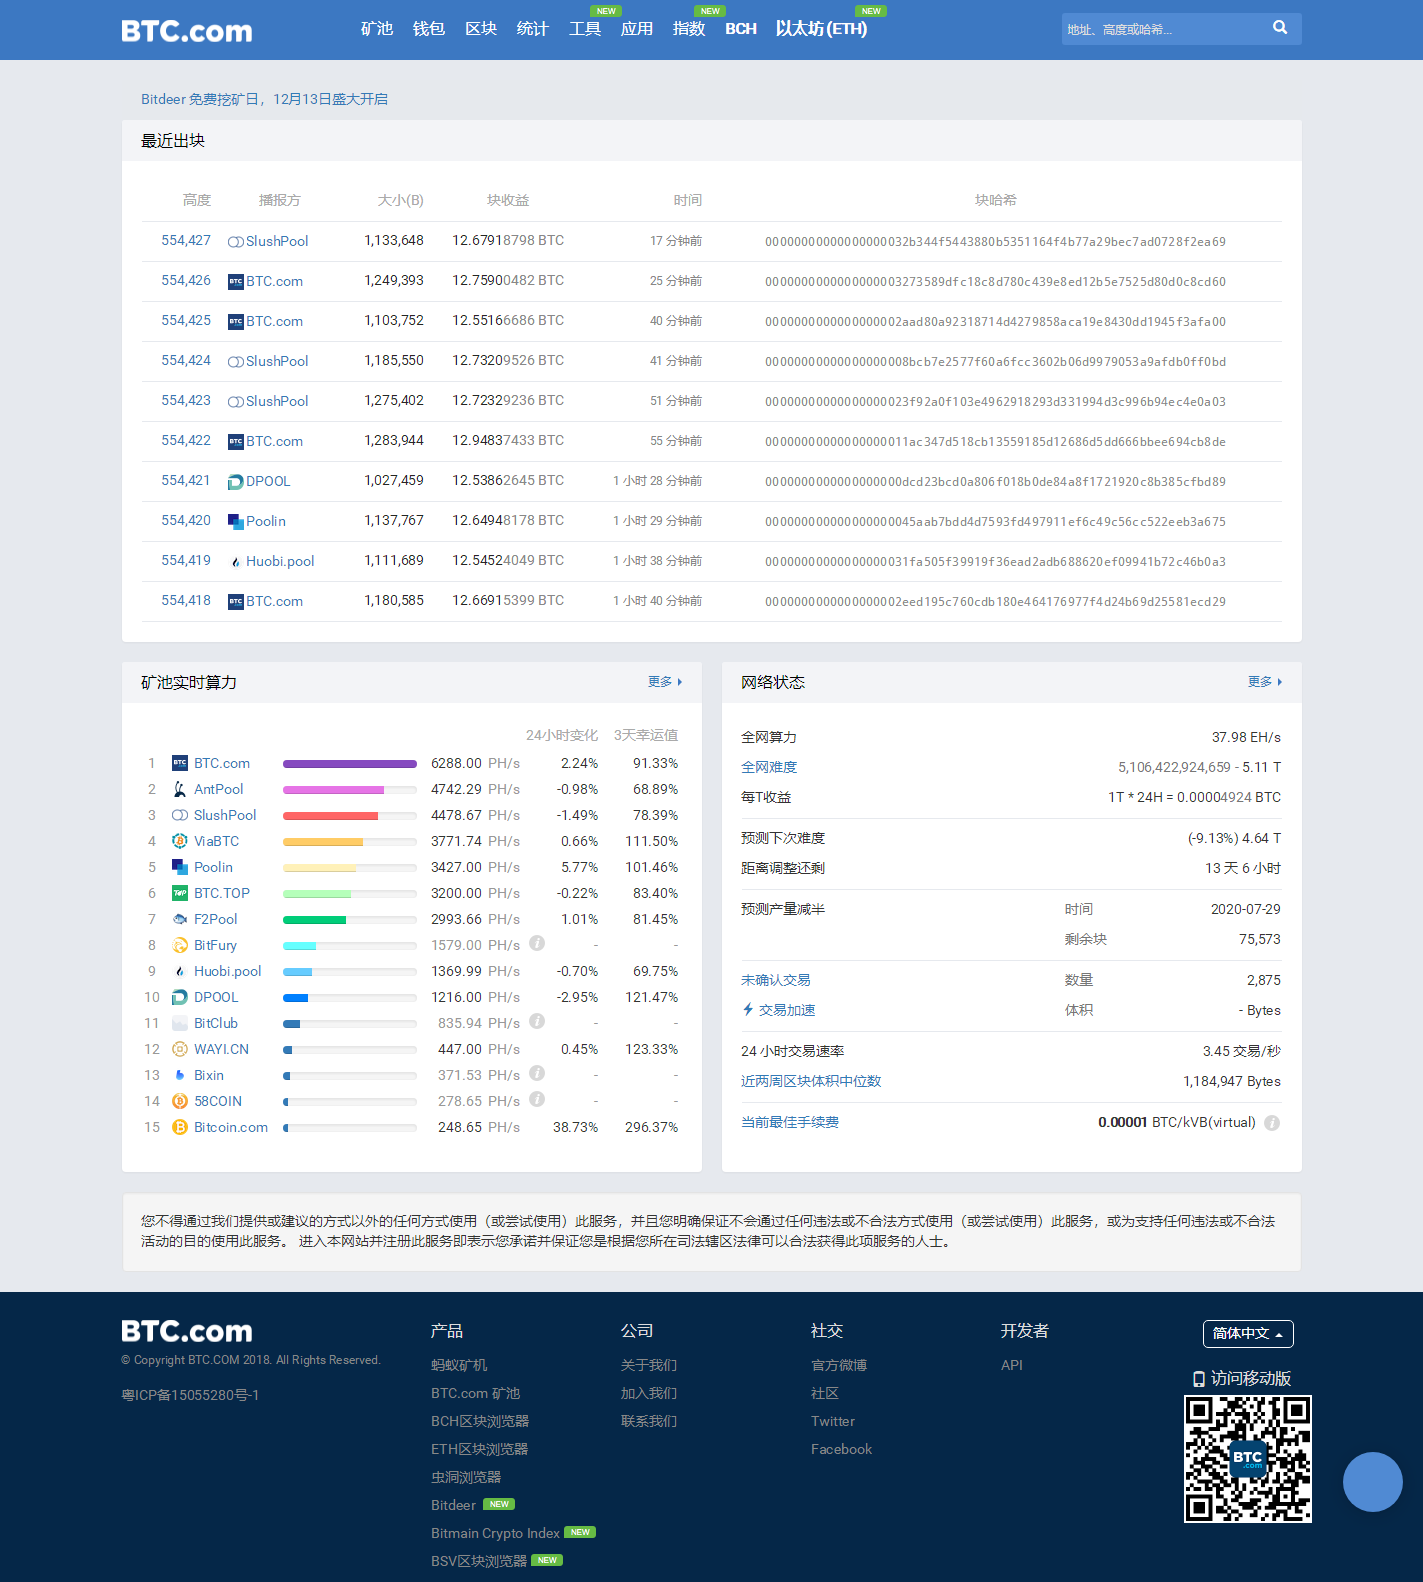 BTC.com 矿池 钱包 区块 统计 工具 NEW 应用 指数 NEW BCH 以太坊 (ETH) NEW 地址、高度或哈希...
Bitdeer 免费挖矿日，12月13日盛大开启
最近出块
高度 播报方 大小(B) 块收益 时间 块哈希
554,427 SlushPool 1,133,648 12.67918798 BTC 17 分钟前 00000000000000000032b344f5443880b5351164f4b77a29bec7ad0728f2ea69
554,426 BTC BTC.com 1,249,393 12.75900482 BTC 25 分钟前 000000000000000003273589dfc18c8d780c439e8ed12b5e7525d80d0c8cd60
554,425 BTC BTC.com 1,103,752 12.55166686 BTC 40 分钟前 0000000000000000002aad80a92318714d4279858aca19e8430dd1945f3afa00
554,424 SlushPool 1,185,550 12.73209526 BTC 41 分钟前 00000000000000000008bcb7e2577f60a6fcc3602b06d9979053a9afdb0ff0bd
554,423 SlushPool 1,275,402 12.72329236 BTC 51 分钟前 00000000000000000023f92a0f103e4962918293d331994d3c996b94ec4e0a03
554,422 BTC BTC.com 1,283,944 12.94837433 BTC 55 分钟前 00000000000000000011ac347d518cb13559185d12686d5dd666bbee694cb8de
554,421 DPOOL 1,027,459 12.53862645 BTC 1 小时 28 分钟前 0000000000000000000dcd23bcd0a806f018b0de84a8f1721920c8b385cfbd89
554,420 Poolin 1,137,767 12.64948178 BTC 1 小时 29 分钟前 00000000000000000045aab7bdd4d7593fd497911ef6c49c56cc522eeb3a675
554,419 Huobi.pool 1,111,689 12.54524049 BTC 1 小时 38 分钟前 00000000000000000031fa505f39919f36ead2adb688620ef09941b72c46b0a3
554,418 BTC BTC.com 1,180,585 12.66915399 BTC 1 小时 40 分钟前 0000000000000000002eed195c760cdb180e464176977f4d24b69d25581ecd29
矿池实时算力 更多
24小时变化 3天幸运值
1 BTC BTC.com 6288.00 PH/s 2.24% 91.33%
2 AntPool 4742.29 PH/s -0.98% 68.89%
3 SlushPool 4478.67 PH/s -1.49% 78.39%
4 ViaBTC 3771.74 PH/s 0.66% 111.50%
5 Poolin 3427.00 PH/s 5.77% 101.46%
6 TOP BTC.TOP 3200.00 PH/s -0.22% 83.40%
7 F2Pool 2993.66 PH/s 1.01% 81.45%
8 BitFury 1579.00 PH/s i - -
9 Huobi.pool 1369.99 PH/s -0.70% 69.75%
10 DPOOL 1216.00 PH/s -2.95% 121.47%
11 BitClub 835.94 PH/s i - -
12 WAYI.CN 447.00 PH/s 0.45% 123.33%
13 Bixin 371.53 PH/s i - -
14 58COIN 278.65 PH/s i - -
15 Bitcoin.com 248.65 PH/s 38.73% 296.37%
网络状态 更多
全网算力 37.98 EH/s
全网难度 5,106,422,924,659 - 5.11 T
每T收益 1T * 24H = 0.00004924 BTC
预测下次难度 (-9.13%) 4.64 T
距离调整还剩 13 天 6 小时
预测产量减半 时间 2020-07-29
剩余块 75,573
未确认交易 数量 2,875
交易加速 体积 - Bytes
24 小时交易速率 3.45 交易/秒
近两周区块体积中位数 1,184,947 Bytes
当前最佳手续费 0.00001 BTC/kVB(virtual) i
您不得通过我们提供或建议的方式以外的任何方式使用（或尝试使用）此服务，并且您明确保证不会通过任何违法或不合法方式使用（或尝试使用）此服务，或为支持任何违法或不合法
活动的目的使用此服务。 进入本网站并注册此服务即表示您承诺并保证您是根据您所在司法辖区法律可以合法获得此项服务的人士。
BTC.com
© Copyright BTC.COM 2018. All Rights Reserved.
粤ICP备15055280号-1
产品
蚂蚁矿机
BTC.com 矿池
BCH区块浏览器
ETH区块浏览器
虫洞浏览器
Bitdeer NEW
Bitmain Crypto Index NEW
BSV区块浏览器 NEW
公司
关于我们
加入我们
联系我们
社交
官方微博
社区
Twitter
Facebook
开发者
API
简体中文
访问移动版
BTC
.com